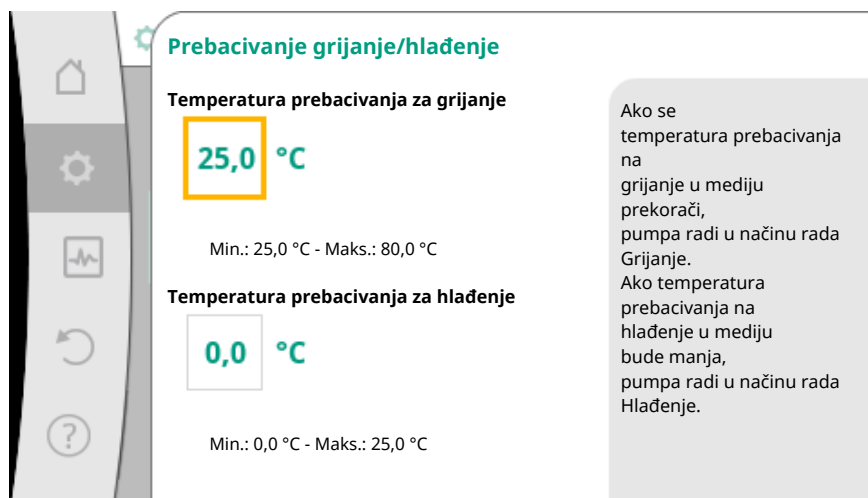 Prebacivanje grijanje/hlađenje
Temperatura prebacivanja za grijanje
25,0 °C
Min.: 25,0 °C - Maks.: 80,0 °C
Temperatura prebacivanja za hlađenje
0,0 °C
Min.: 0,0 °C - Maks.: 25,0 °C
Ako se
temperatura prebacivanja
na
grijanje u mediju
prekorači,
pumpa radi u načinu rada
Grijanje.
Ako temperatura
prebacivanja na
hlađenje u mediju
bude manja,
pumpa radi u načinu rada
Hlađenje.
?